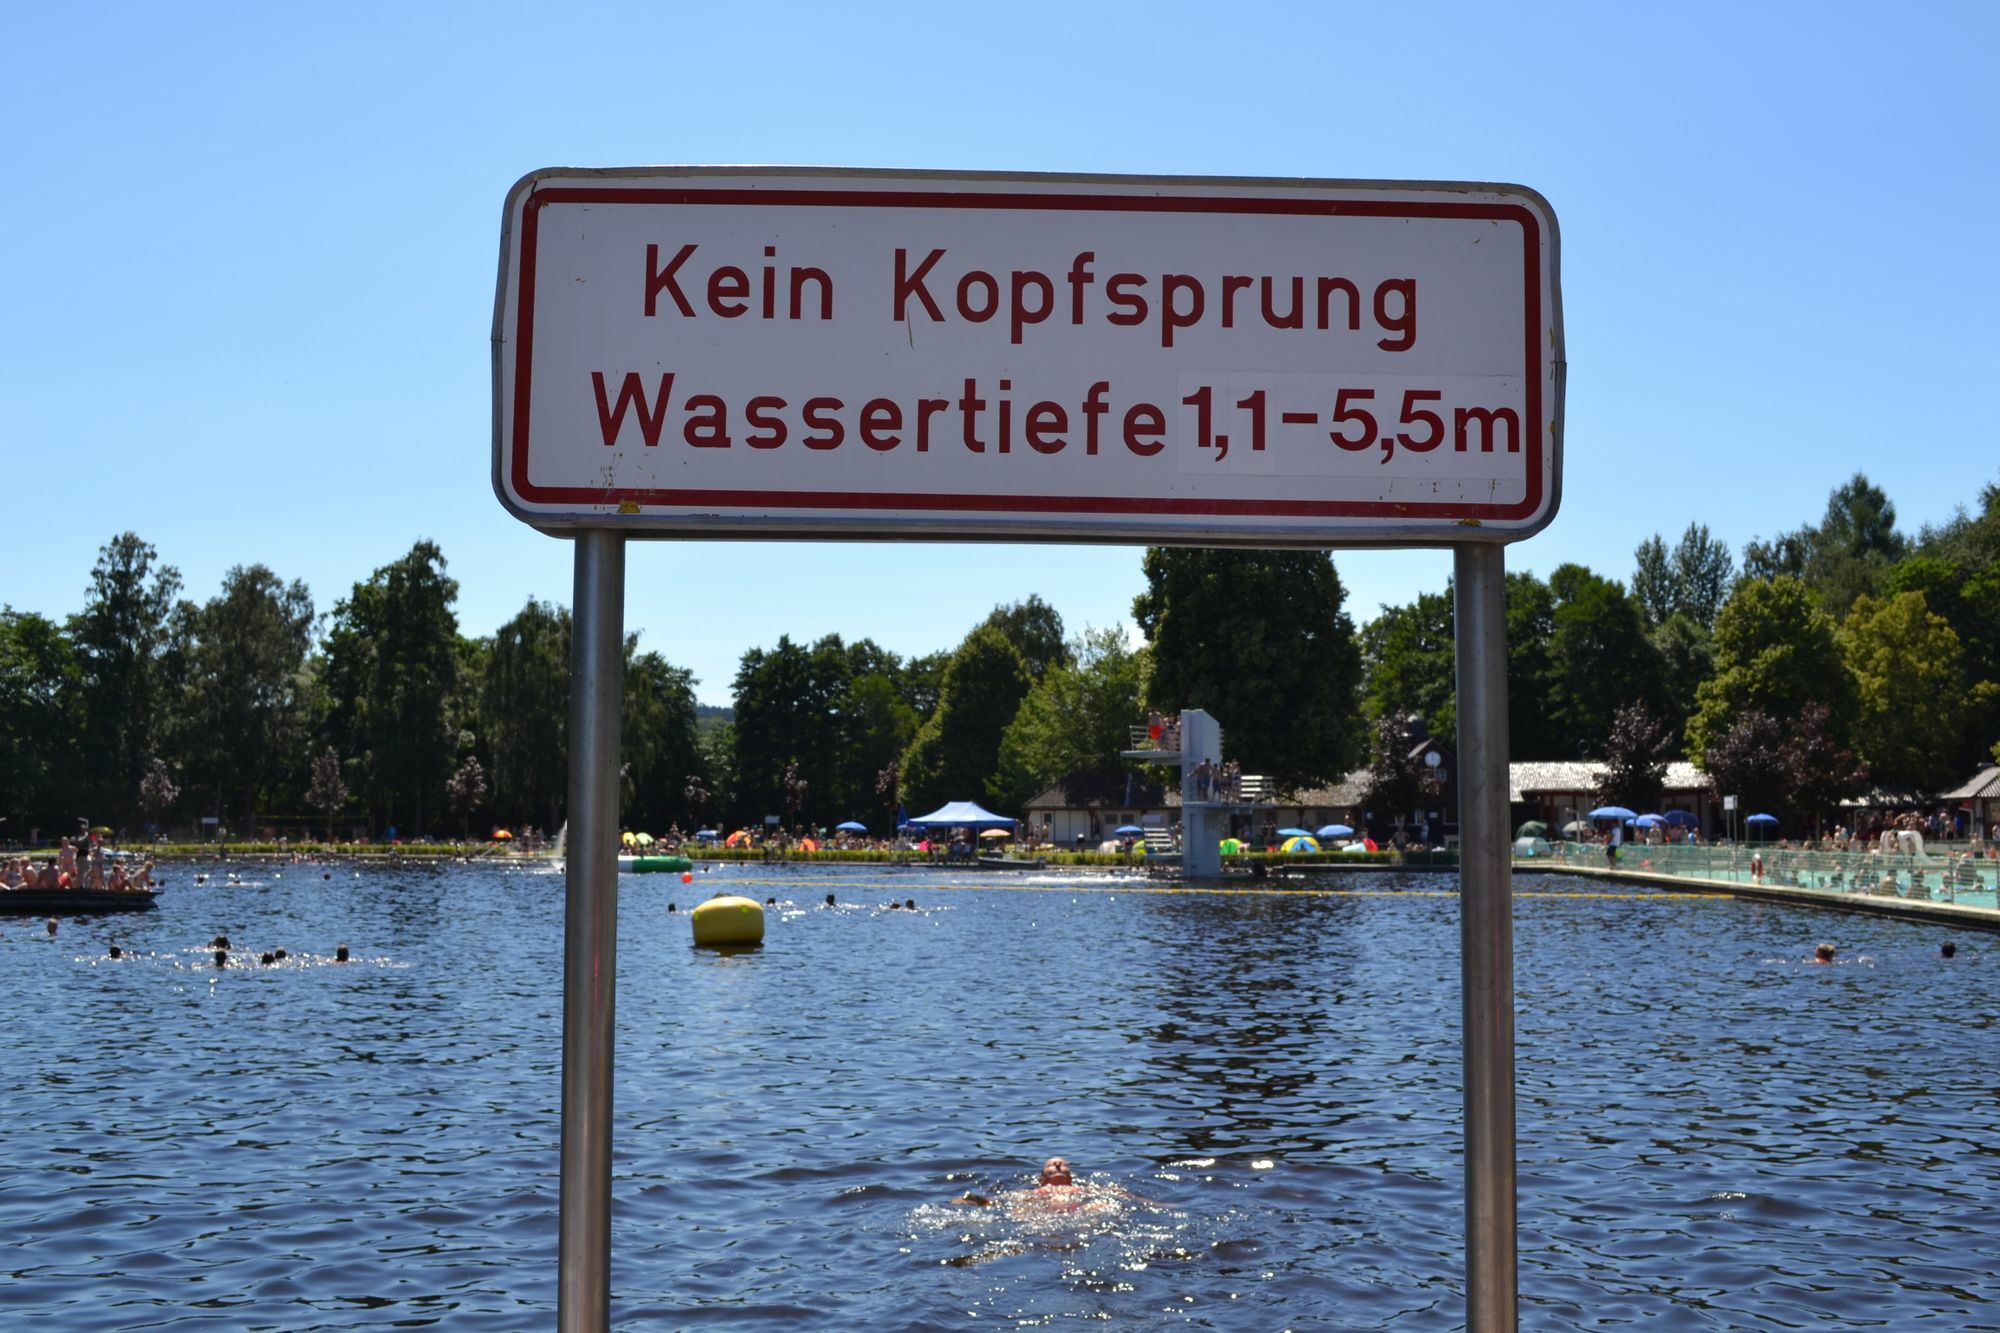 Kein Kopfsprung
Wassertiefe 1,1-5,5m